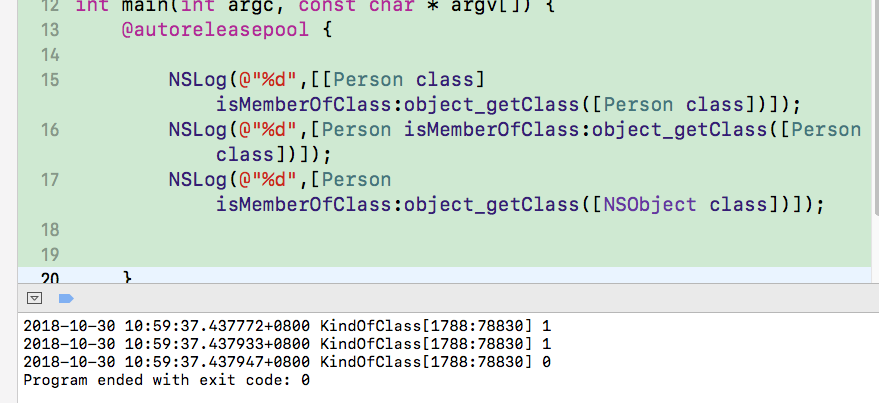 12 int main(int argc, const char * argv[]) {
13 @autoreleasepool {
14
15 NSLog(@"%d",[[Person class]
isMemberOfClass:object_getClass([Person class])]);
16 NSLog(@"%d",[Person isMemberOfClass:object_getClass([Person
class])]);
17 NSLog(@"%d",[Person
isMemberOfClass:object_getClass([NSObject class])]);
18
19
20 }
2018-10-30 10:59:37.437772+0800 KindOfClass[1788:78830] 1
2018-10-30 10:59:37.437933+0800 KindOfClass[1788:78830] 1
2018-10-30 10:59:37.437947+0800 KindOfClass[1788:78830] 0
Program ended with exit code: 0